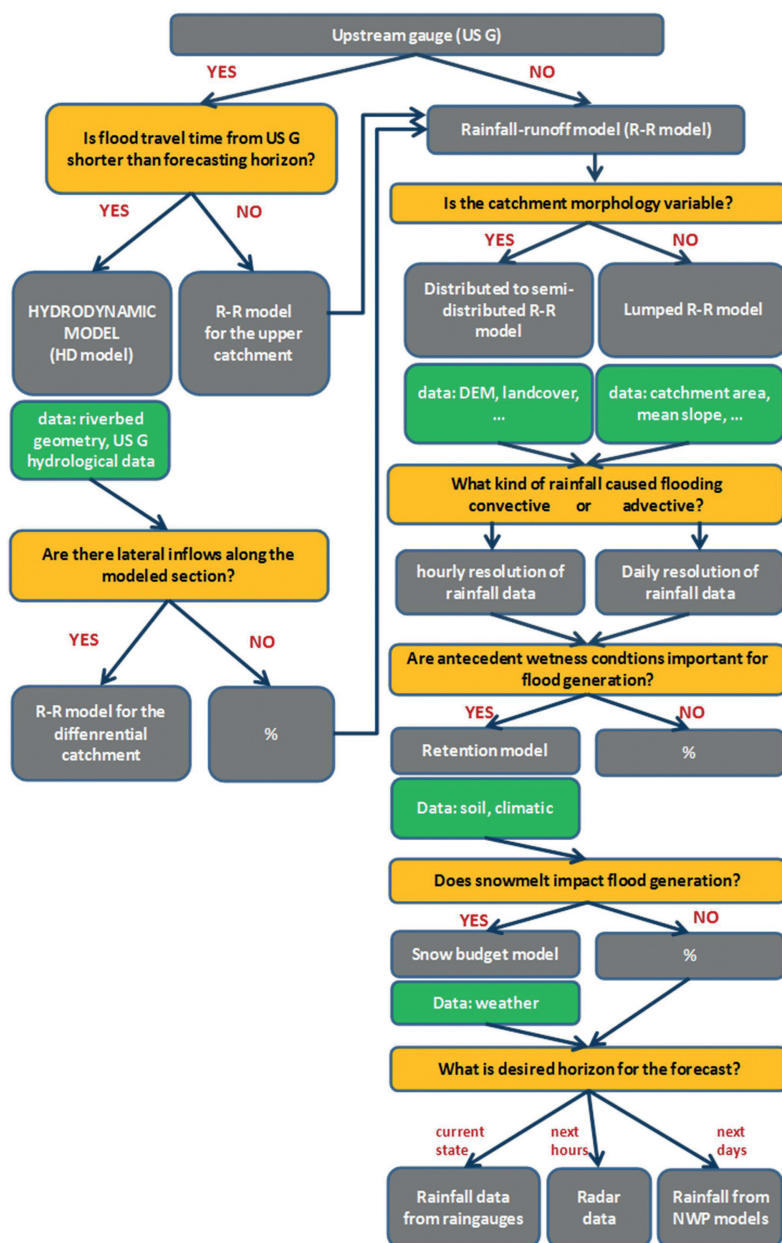 Upstream gauge (US G)
YES
NO
Is flood travel time from US G
shorter than forecasting horizon?
Rainfall-runoff model (R-R model)
YES
NO
Is the catchment morphology variable?
YES
NO
HYDRODYNAMIC
MODEL
(HD model)
R-R model
for the upper
catchment
Distributed to semi-
distributed R-R
model
Lumped R-R model
data: riverbed
geometry, US G
hydrological data
data: DEM, landcover,
...
data: catchment area,
mean slope, ...
What kind of rainfall caused flooding
convective or advective?
Are there lateral inflows along the
modeled section?
hourly resolution of
rainfall data
Daily resolution of
rainfall data
YES
NO
Are antecedent wetness condtions important for
flood generation?
R-R model for the
diffenrential
catchment
%
YES
NO
Retention model
%
Data: soil, climatic
Does snowmelt impact flood generation?
YES
NO
Snow budget model
%
Data: weather
What is desired horizon for the forecast?
current
state
next
hours
next
days
Rainfall data
from raingauges
Radar
data
Rainfall from
NWP models